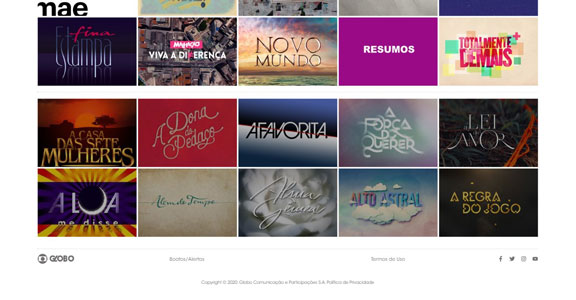 mãe
fina
Estampa
MALHAÇÃO
VIVA A DIFERENÇA
NOVO
MUNDO
RESUMOS
TOTALMENTE
DEMAIS
A CASA
DAS SETE
MULHERES
A Dona
do
Pedaço
A FAVORITA
A
FORÇA
DO
QUERER
A LEI
DO
AMOR
A LUA
me disse
Além do Tempo
Alma
Gêmea
ALTO ASTRAL
A REGRA
DO JOGO
GLOBO
Boatos/Alertas
Termos de Uso
Copyright © 2020 Globo Comunicação e Participações S.A. Política de Privacidade